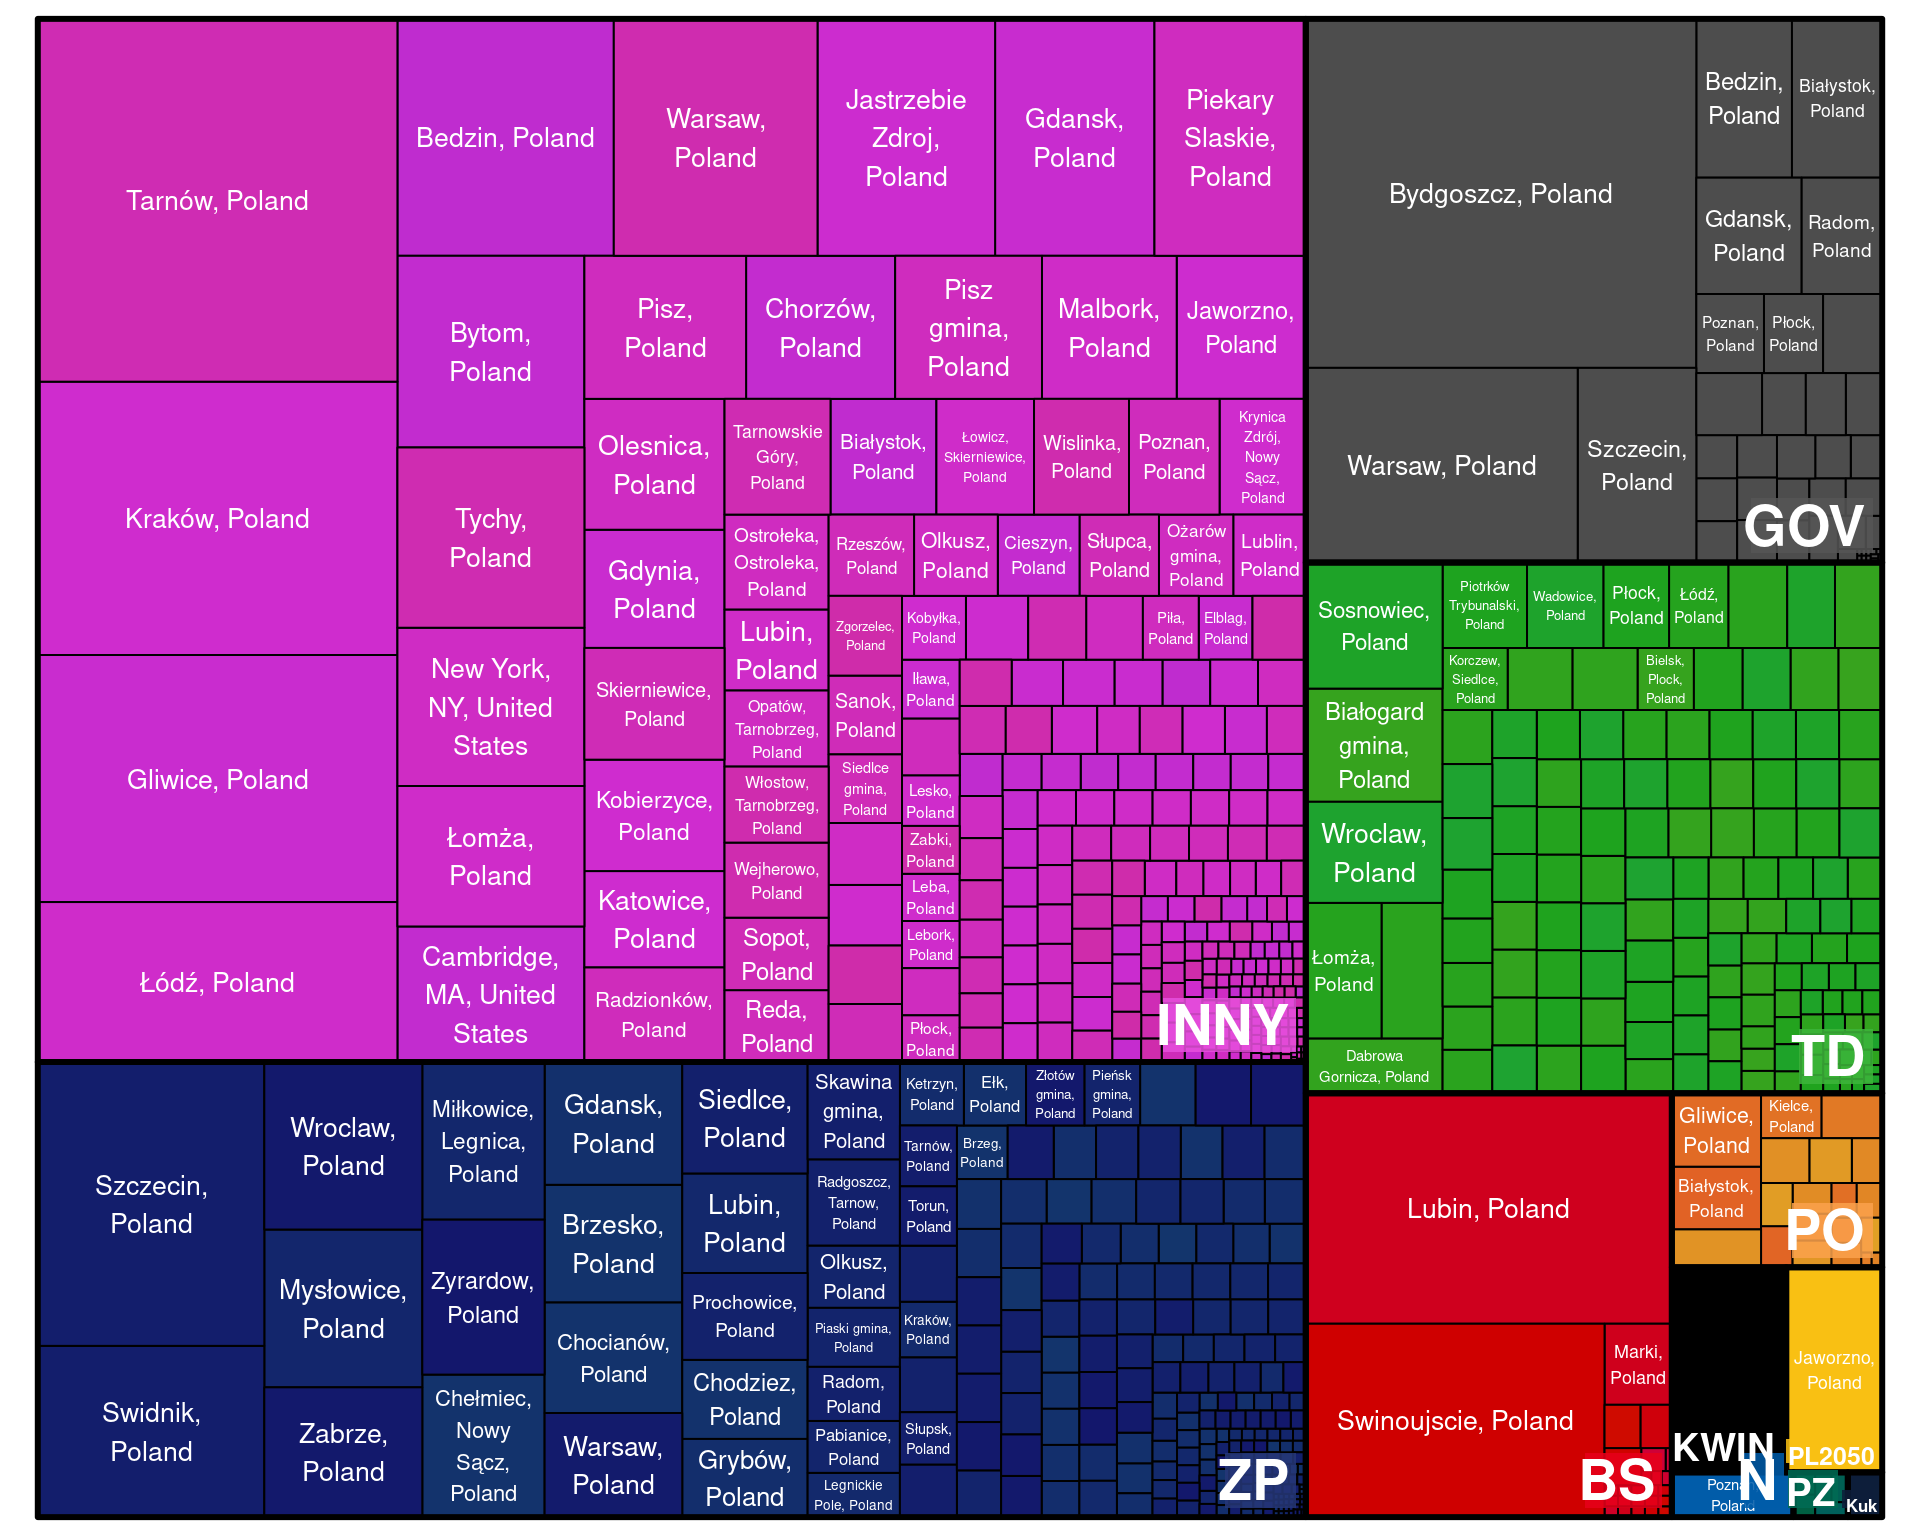 Tarnów, Poland
Kraków, Poland
Gliwice, Poland
Łódź, Poland
Bedzin, Poland
Warsaw,
Poland
Jastrzebie
Zdroj,
Poland
Gdansk,
Poland
Piekary
Slaskie,
Poland
Bytom,
Poland
Tychy,
Poland
New York,
NY, United
States
Łomża,
Poland
Cambridge,
MA, United
States
Pisz,
Poland
Chorzów,
Poland
Pisz
gmina,
Poland
Malbork,
Poland
Jaworzno,
Poland
Olesnica,
Poland
Gdynia,
Poland
Skierniewice,
Poland
Kobierzyce,
Poland
Katowice,
Poland
Radzionków,
Poland
Tarnowskie
Góry,
Poland
Białystok,
Poland
Łowicz,
Skierniewice,
Poland
Wislinka,
Poland
Poznan,
Poland
Krynica
Zdrój,
Nowy
Sącz,
Poland
Ostrołeka,
Ostroleka,
Poland
Lubin,
Poland
Opatów,
Tarnobrzeg,
Poland
Włostow,
Tarnobrzeg,
Poland
Wejherowo,
Poland
Sopot,
Poland
Reda,
Poland
Rzeszów,
Poland
Olkusz,
Poland
Cieszyn,
Poland
Słupca,
Poland
Ożarów
gmina,
Poland
Lublin,
Poland
Zgorzelec,
Poland
Sanok,
Poland
Siedlce
gmina,
Poland
Kobyłka,
Poland
Piła,
Poland
Elblag,
Poland
Iława,
Poland
Lesko,
Poland
Zabki,
Poland
Leba,
Poland
Lebork,
Poland
Płock,
Poland
INNY
Bydgoszcz, Poland
Warsaw, Poland
Szczecin,
Poland
Bedzin,
Poland
Białystok,
Poland
Gdansk,
Poland
Radom,
Poland
Poznan,
Poland
Płock,
Poland
GOV
Sosnowiec,
Poland
Białogard
gmina,
Poland
Wroclaw,
Poland
Łomża,
Poland
Dabrowa
Gornicza, Poland
Piotrków
Trybunalski,
Poland
Wadowice,
Poland
Płock,
Poland
Łódź,
Poland
Korczew,
Siedlce,
Poland
Bielsk,
Plock,
Poland
TD
Szczecin,
Poland
Swidnik,
Poland
Wroclaw,
Poland
Mysłowice,
Poland
Zabrze,
Poland
Miłkowice,
Legnica,
Poland
Zyrardow,
Poland
Chełmiec,
Nowy
Sącz,
Poland
Gdansk,
Poland
Brzesko,
Poland
Chocianów,
Poland
Warsaw,
Poland
Siedlce,
Poland
Lubin,
Poland
Prochowice,
Poland
Chodziez,
Poland
Grybów,
Poland
Skawina
gmina,
Poland
Radgoszcz,
Tarnow,
Poland
Olkusz,
Poland
Piaski gmina,
Poland
Radom,
Poland
Pabianice,
Poland
Legnickie
Pole, Poland
Ketrzyn,
Poland
Ełk,
Poland
Złotów
gmina,
Poland
Pieńsk
gmina,
Poland
Tarnów,
Poland
Brzeg,
Poland
Torun,
Poland
Kraków,
Poland
Słupsk,
Poland
ZP
Lubin, Poland
Swinoujscie, Poland
Marki,
Poland
BS
Gliwice,
Poland
Białystok,
Poland
Kielce,
Poland
PO
KWIN
Jaworzno,
Poland
PL2050
Poland
N
PZ
Kuk